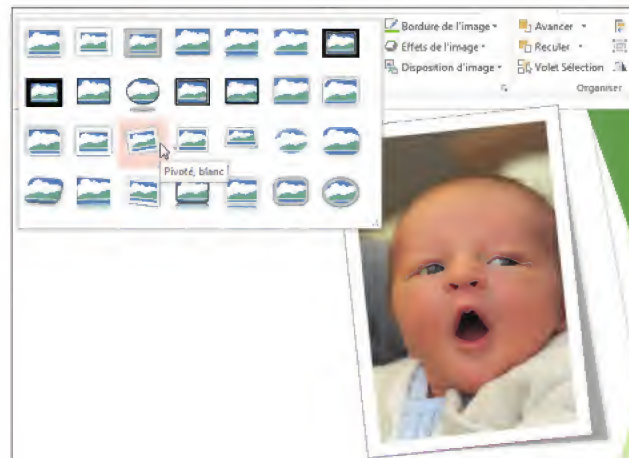 Bordure de l'image
Avancer
Effets de l'image
Reculer
Disposition d'image
Volet Sélection
Organiser
Pivoté, blanc